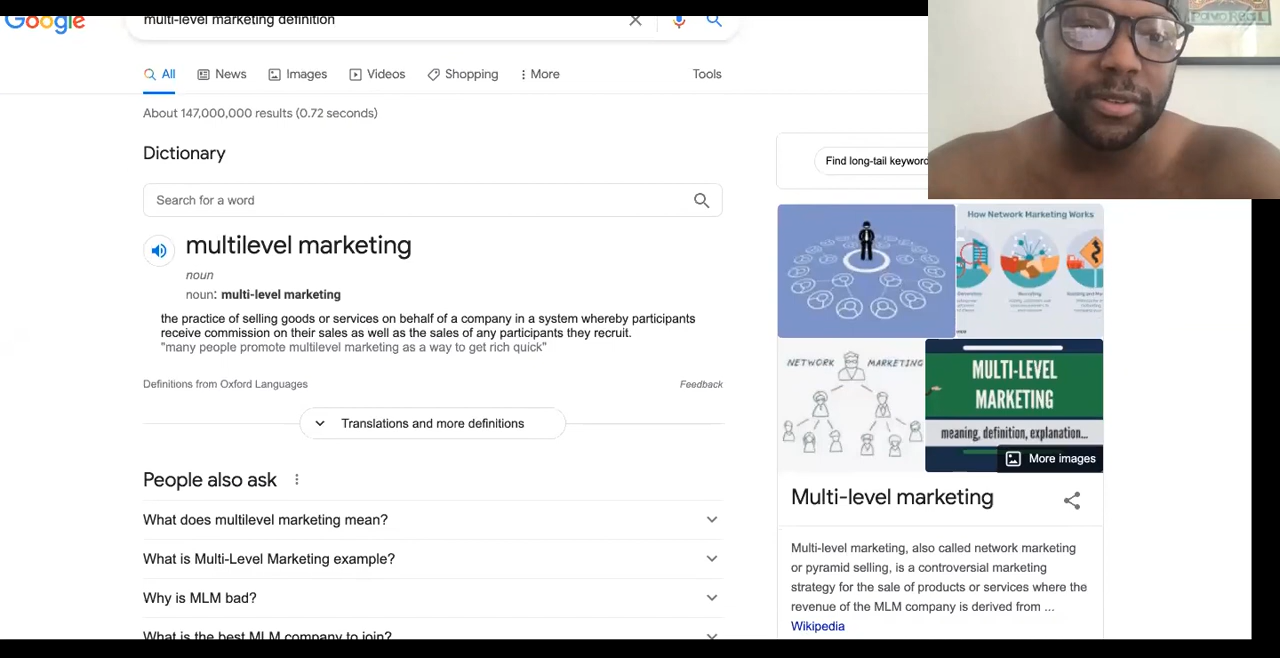 Google
multi-level marketing definition
All
News
Images
Videos
Shopping
More
Tools
About 147,000,000 results (0.72 seconds)
Dictionary
Search for a word
multilevel marketing
noun
noun: multi-level marketing
the practice of selling goods or services on behalf of a company in a system whereby participants
receive commission on their sales as well as the sales of any participants they recruit.
"many people promote multilevel marketing as a way to get rich quick"
Definitions from Oxford Languages
Feedback
Translations and more definitions
People also ask
What does multilevel marketing mean?
What is Multi-Level Marketing example?
Why is MLM bad?
What is the best MLM company to join?
PAVO REAL
Find long-tail keyword
How Network Marketing Works
NETWORK MARKETING
MULTI-LEVEL
MARKETING
meaning, definition, explanation...
More images
Multi-level marketing
Multi-level marketing, also called network marketing
or pyramid selling, is a controversial marketing
strategy for the sale of products or services where the
revenue of the MLM company is derived from ...
Wikipedia